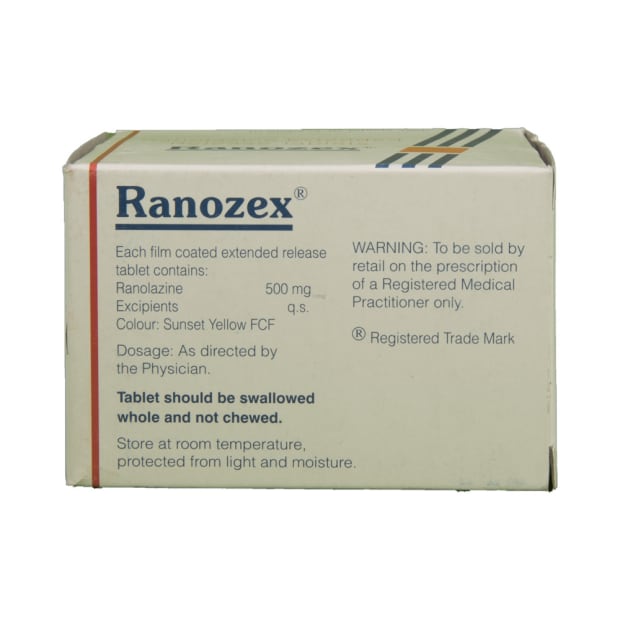 Ranozex®
Ranozex®
Each film coated extended release
tablet contains:
Ranolazine 500 mg
Excipients q.s.
Colour: Sunset Yellow FCF
Dosage: As directed by
the Physician.
Tablet should be swallowed
whole and not chewed.
Store at room temperature,
protected from light and moisture.
WARNING: To be sold by
retail on the prescription
of a Registered Medical
Practitioner only.
® Registered Trade Mark